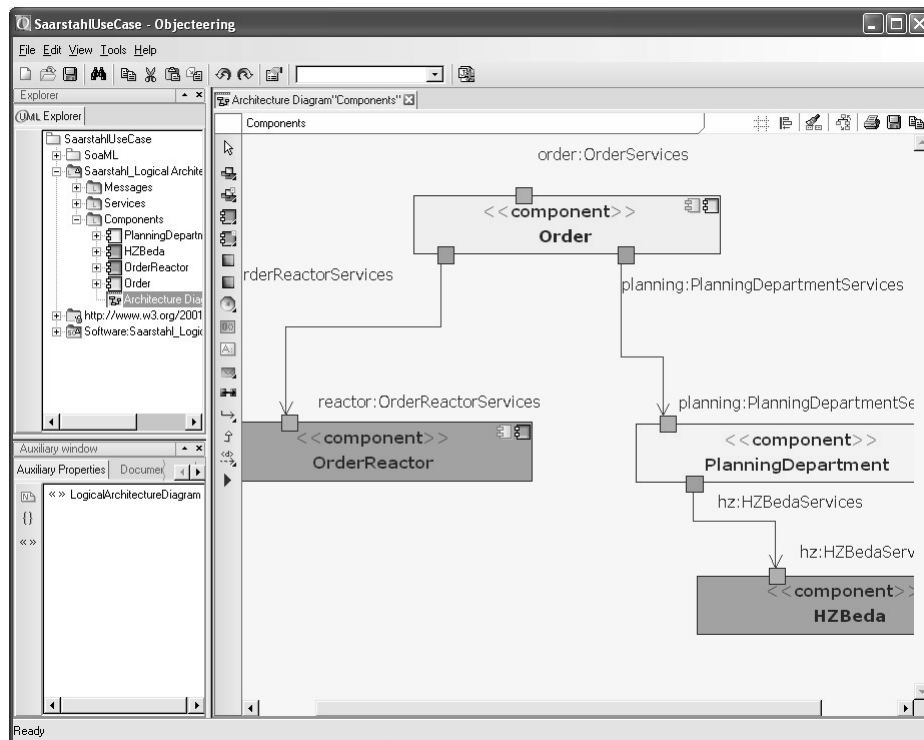 SaarstahlUseCase - Objecteering
File Edit View Tools Help
Explorer
UML Explorer
SaarstahlUseCase
SoaML
Saarstahl_Logical Archite
Messages
Services
Components
PlanningDepartn
HZBeda
OrderReactor
Order
Architecture Diag
http://www.w3.org/2001
Software:Saarstahl_Logic
Auxiliary window
Auxiliary Properties
Documen
« » LogicalArchitectureDiagram
N
{}
« »
Architecture Diagram"Components"
Components
order:OrderServices
<<component>>
Order
rderReactorServices
planning:PlanningDepartmentServices
reactor:OrderReactorServices
<<component>>
OrderReactor
planning:PlanningDepartmentSe
<<component>>
PlanningDepartment
hz:HZBedaServices
hz:HZBedaServ
<<component>>
HZBeda
Ready